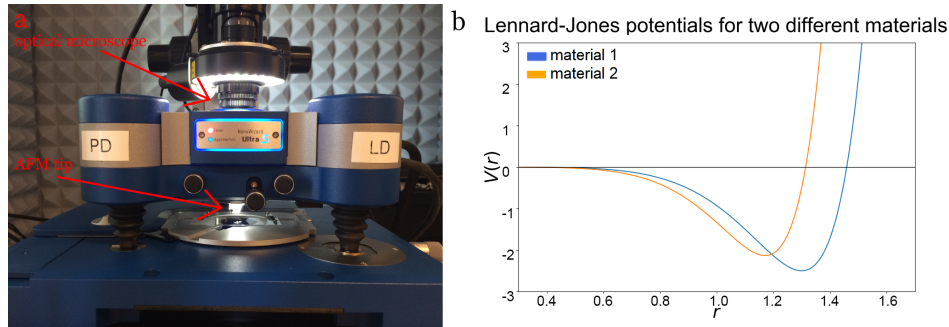 a
optical microscope
PD
NanoWizard
Ultra
LD
AFM tip
b
Lennard-Jones potentials for two different materials
material 1
material 2
3
2
1
0
-1
-2
-3
V(r)
0.4 0.6 0.8 1.0 1.2 1.4 1.6
r